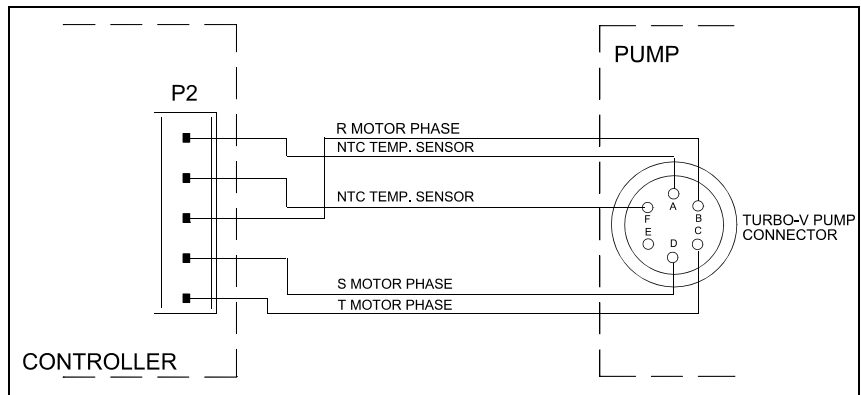 PUMP
P2
R MOTOR PHASE
NTC TEMP. SENSOR
NTC TEMP. SENSOR
A
F
B
E
C
D
TURBO-V PUMP
CONNECTOR
S MOTOR PHASE
T MOTOR PHASE
CONTROLLER